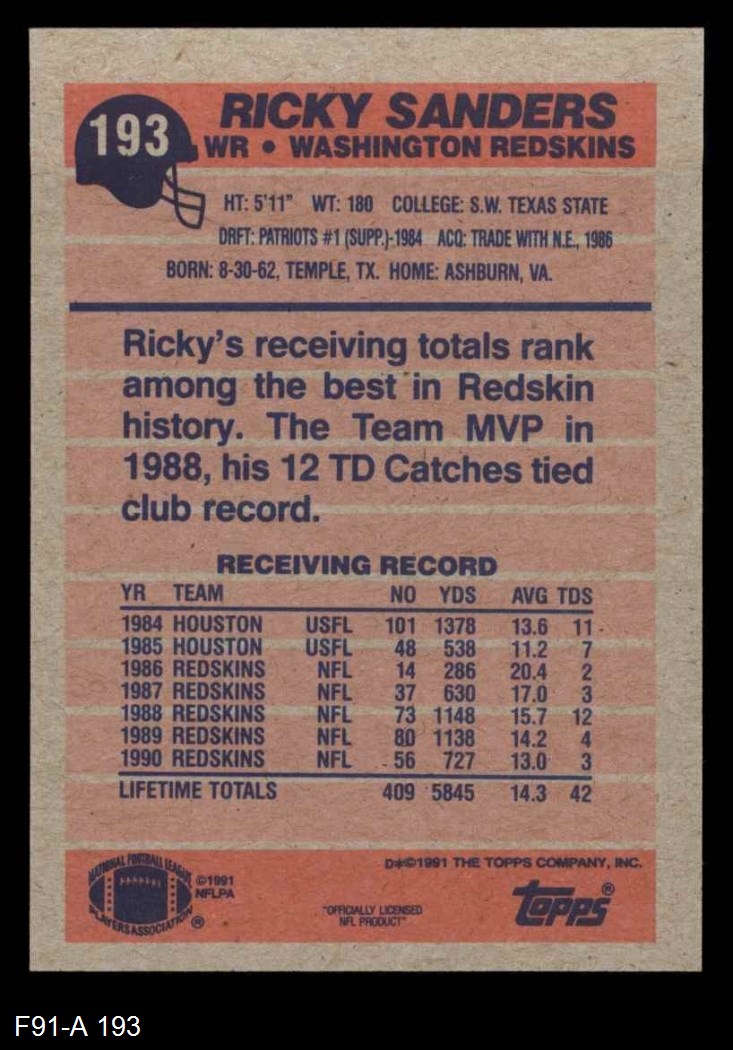 193
RICKY SANDERS
WR • WASHINGTON REDSKINS
HT: 5'11" WT: 180 COLLEGE: S.W. TEXAS STATE
DRFT: PATRIOTS #1 (SUPP.)-1984 ACQ: TRADE WITH N.E., 1986
BORN: 8-30-62, TEMPLE, TX. HOME: ASHBURN, VA.
Ricky's receiving totals rank
among the best in Redskin
history. The Team MVP in
1988, his 12 TD Catches tied
club record.
RECEIVING RECORD
YR TEAM NO YDS AVG TDS
1984 HOUSTON USFL 101 1378 13.6 11
1985 HOUSTON USFL 48 538 11.2 7
1986 REDSKINS NFL 14 286 20.4 2
1987 REDSKINS NFL 37 630 17.0 3
1988 REDSKINS NFL 73 1148 15.7 12
1989 REDSKINS NFL 80 1138 14.2 4
1990 REDSKINS NFL 56 727 13.0 3
LIFETIME TOTALS 409 5845 14.3 42
NATIONAL FOOTBALL LEAGUE
PLAYERS ASSOCIATION ®
©1991
NFLPA
"OFFICIALLY LICENSED
NFL PRODUCT"
D*©1991 THE TOPPS COMPANY, INC.
topps®
F91-A 193